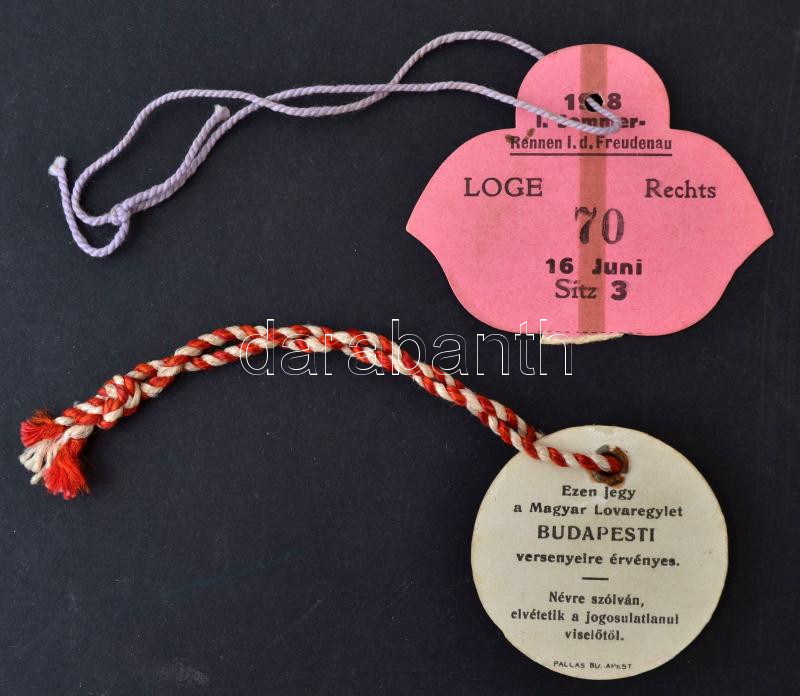 I. Sommer-
Rennen i. d. Freudenau
LOGE Rechts
70
16 Juni
Sitz 3
darabanth
Ezen jegy
a Magyar Lovaregylet
BUDAPESTI
versenyeire érvényes.
Névre szólván,
elvétetik a jogosulatlanul
viselőtől.
PALLAS BUDAPEST